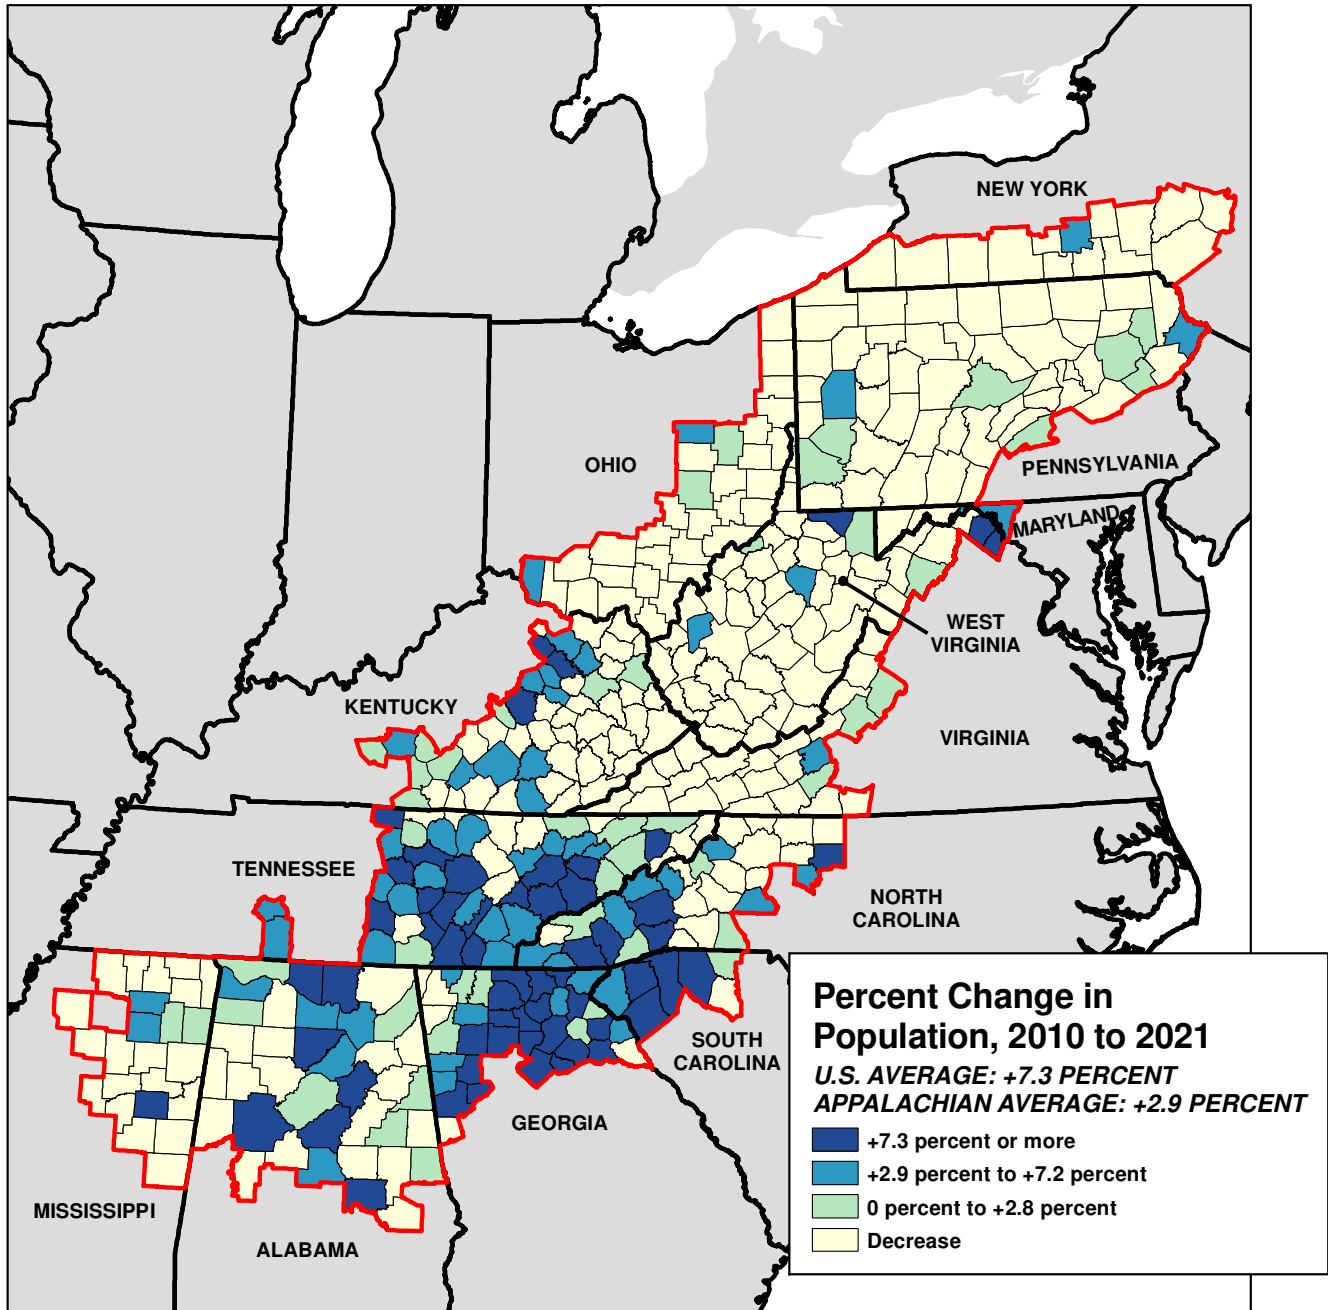 NEW YORK
OHIO
PENNSYLVANIA
MARYLAND
WEST
VIRGINIA
KENTUCKY
VIRGINIA
TENNESSEE
NORTH
CAROLINA
SOUTH
CAROLINA
GEORGIA
MISSISSIPPI
ALABAMA
Percent Change in
Population, 2010 to 2021
U.S. AVERAGE: +7.3 PERCENT
APPALACHIAN AVERAGE: +2.9 PERCENT
+7.3 percent or more
+2.9 percent to +7.2 percent
0 percent to +2.8 percent
Decrease